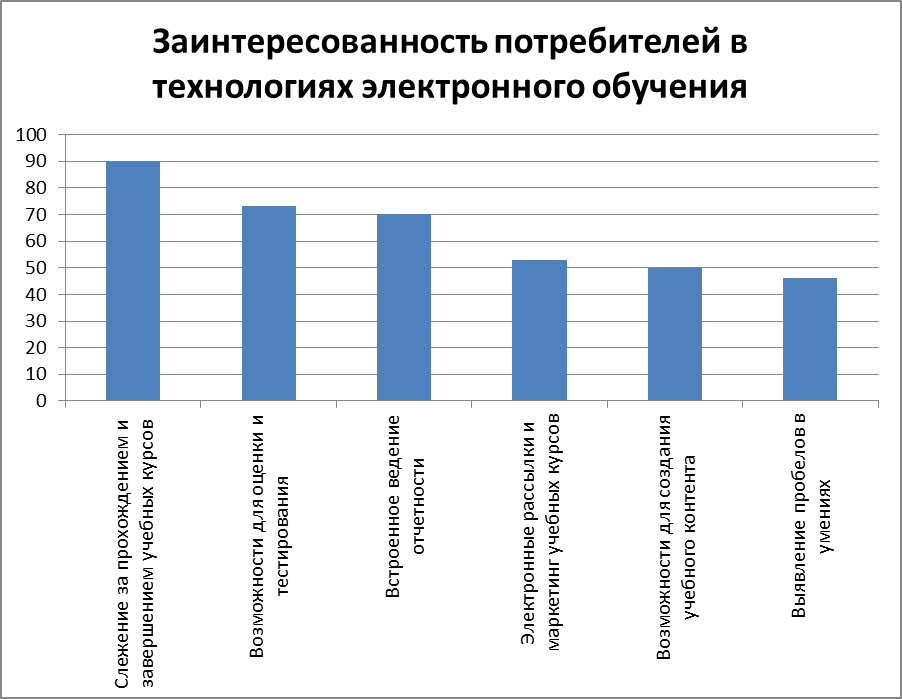 Заинтересованность потребителей в
технологиях электронного обучения
100
90
80
70
60
50
40
30
20
10
0
Слежение за прохождением и
завершением учебных курсов
Возможности для оценки и
тестирования
Встроенное ведение
отчетности
Электронные рассылки и
маркетинг учебных курсов
Возможности для создания
учебного контента
Выявление пробелов в
умениях